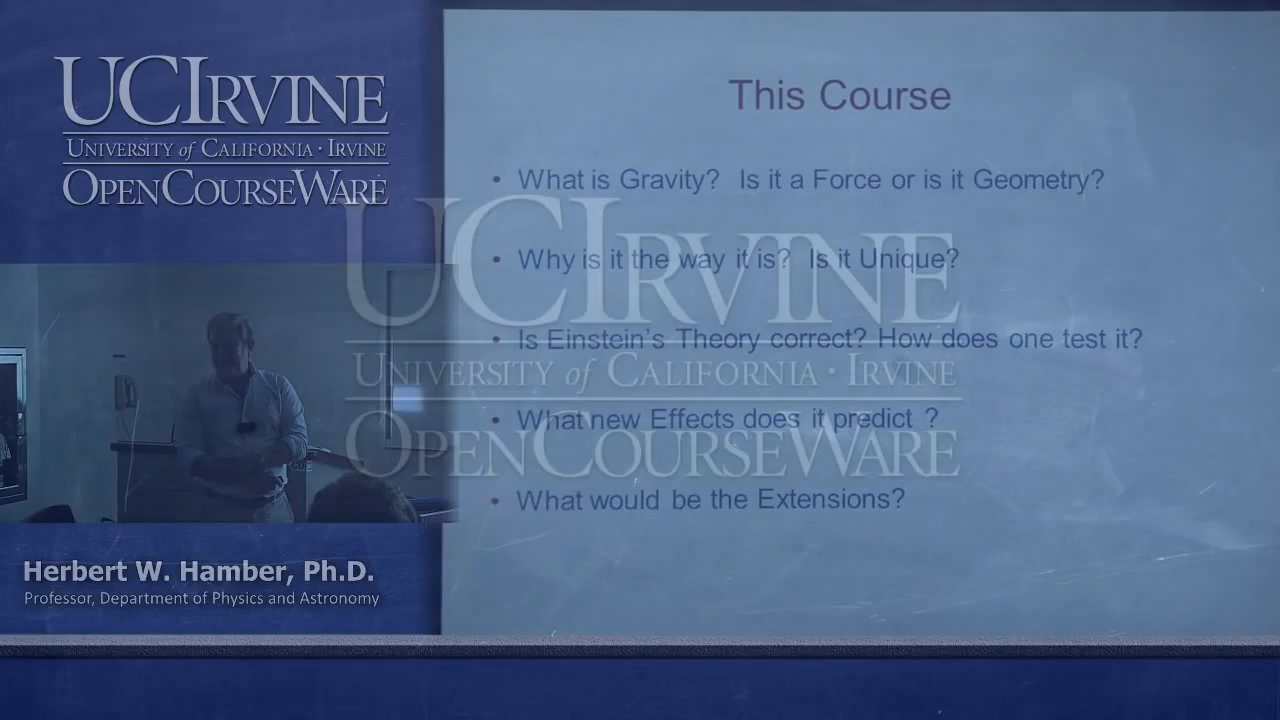 UCIRVINE
UNIVERSITY of CALIFORNIA · IRVINE
OPENCOURSEWARE
This Course
• What is Gravity? Is it a Force or is it Geometry?
• Why is it the way it is? Is it Unique?
• Is Einstein's Theory correct? How does one test it?
• What new Effects does it predict ?
• What would be the Extensions?
UCIRVINE
UNIVERSITY of CALIFORNIA · IRVINE
OPENCOURSEWARE
Herbert W. Hamber, Ph.D.
Professor, Department of Physics and Astronomy